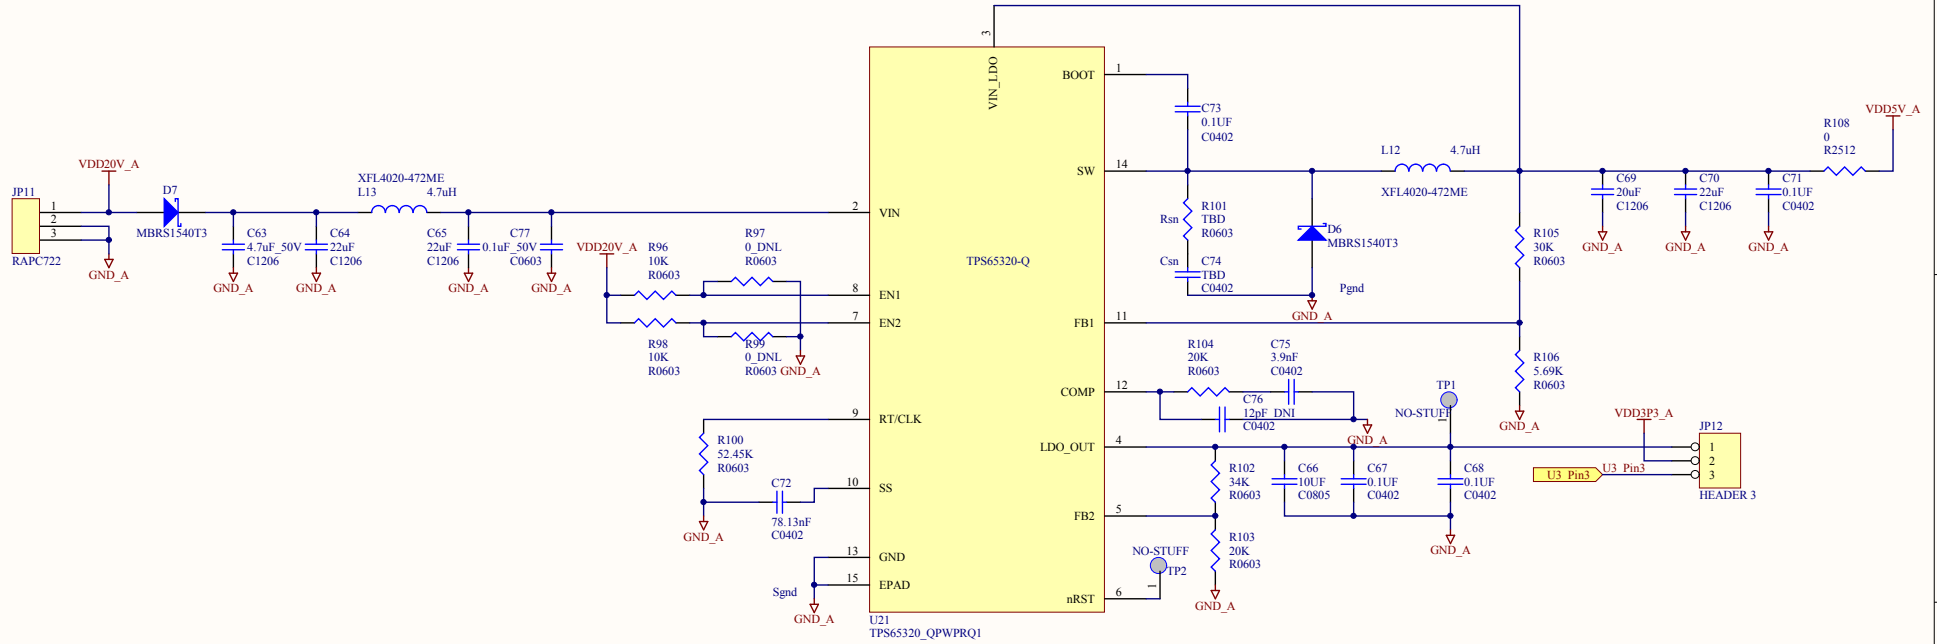 JP11
1
2
3
RAPC722
VDD20V_A
GND_A
D7
MBRS1540T3
C63
4.7uF_50V
C1206
GND_A
C64
22uF
C1206
GND_A
XFL4020-472ME
L13 4.7uH
C65
22uF
C1206
GND_A
C77
0.1uF_50V
C0603
GND_A
VDD20V_A
R96
10K
R0603
R97
0_DNL
R0603
R98
10K
R0603
R99
0_DNL
R0603
GND_A
R100
52.45K
R0603
GND_A
C72
78.13nF
C0402
Sgnd
GND_A
2 VIN
8 EN1
7 EN2
9 RT/CLK
10 SS
13 GND
15 EPAD
3
VIN_LDO
TPS65320-Q
U21
TPS65320_QPWPRQ1
BOOT 1
SW 14
FB1 11
COMP 12
LDO_OUT 4
FB2 5
nRST 6
C73
0.1UF
C0402
Rsn
R101
TBD
R0603
Csn
C74
TBD
C0402
D6
MBRS1540T3
Pgnd
GND_A
L12 4.7uH
XFL4020-472ME
R105
30K
R0603
R106
5.69K
R0603
GND_A
C69
20uF
C1206
GND_A
C70
22uF
C1206
GND_A
C71
0.1UF
C0402
GND_A
R108
0
R2512
VDD5V_A
R104
20K
R0603
C75
3.9nF
C0402
C76
12pF_DNI
C0402
GND_A
TP1
NO-STUFF
1
R102
34K
R0603
C66
10UF
C0805
C67
0.1UF
C0402
C68
0.1UF
C0402
GND_A
R103
20K
R0603
GND_A
NO-STUFF
TP2
1
VDD3P3_A
JP12
1
2
3
HEADER 3
U3_Pin3
U3_Pin3